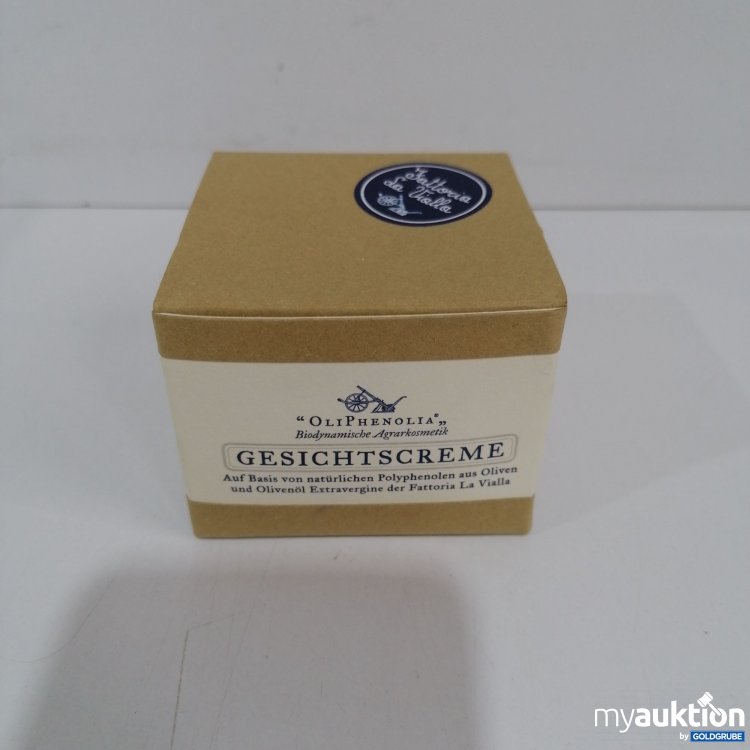 Fattoria
La Vialla
"OLIPHENOLIA®„
Biodynamische Agrarkosmetik
GESICHTSCREME
Auf Basis von natürlichen Polyphenolen aus Oliven
und Olivenöl Extravergine der Fattoria La Vialla
myauktion
by GOLDGRUBE